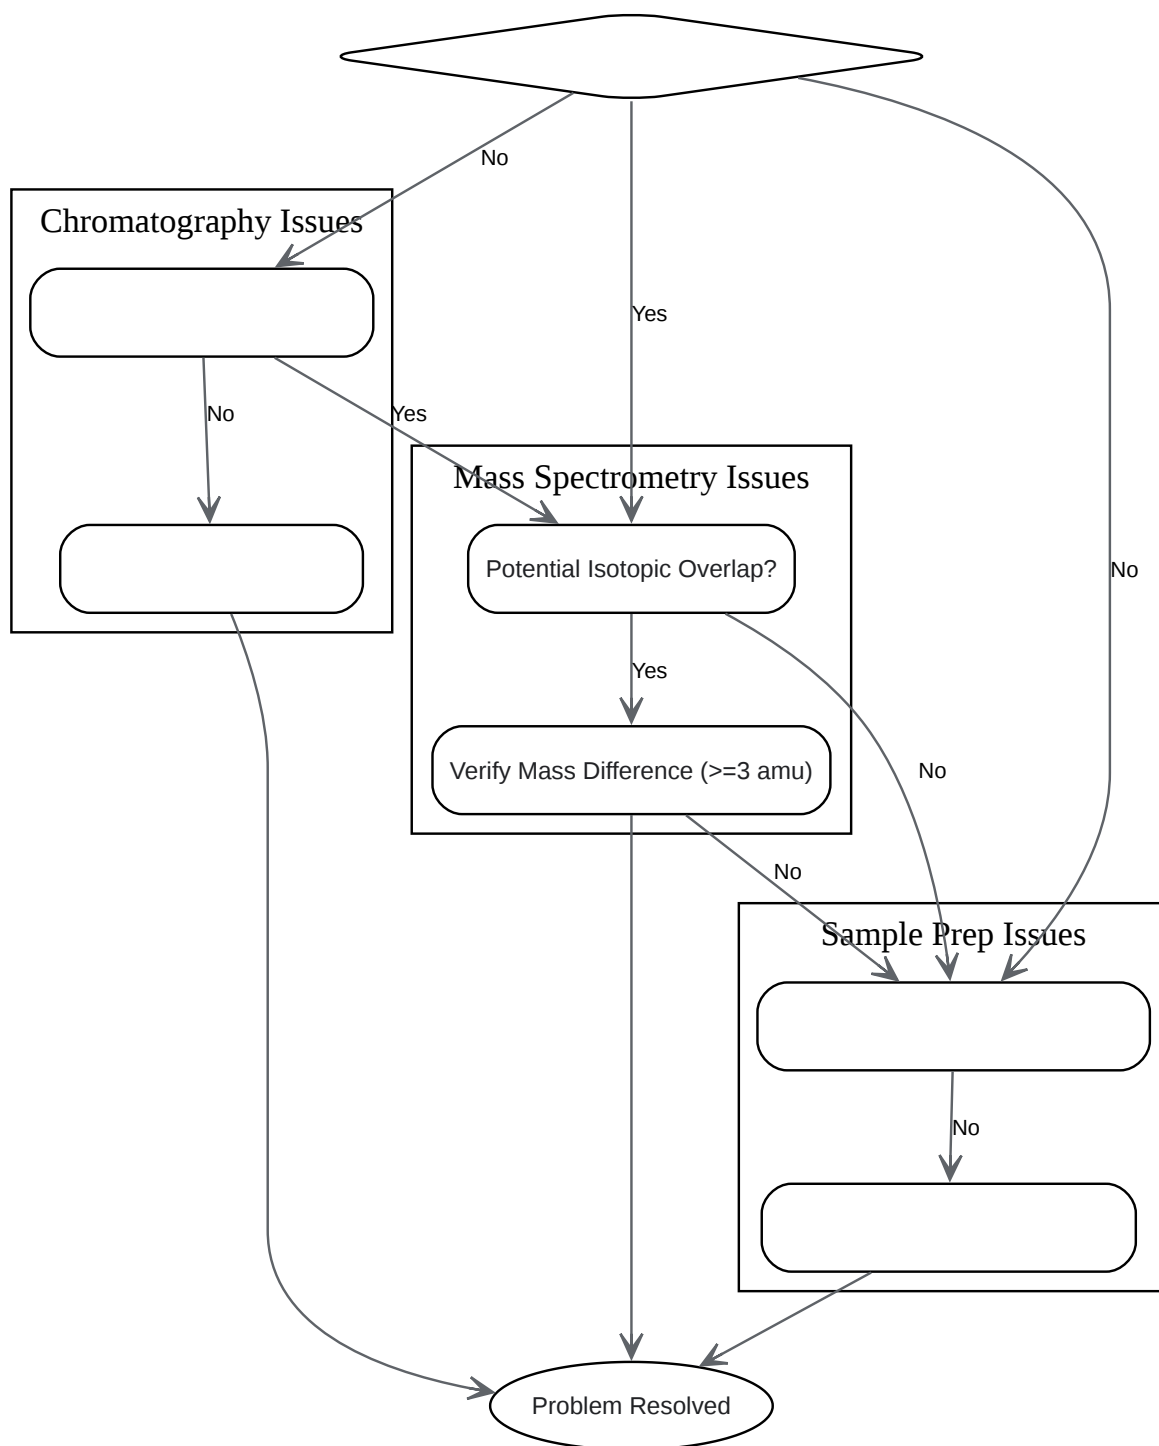 No
Chromatography Issues
Yes
No
Yes
Mass Spectrometry Issues
Potential Isotopic Overlap?
No
Yes
Verify Mass Difference (>=3 amu)
No
No
Sample Prep Issues
No
Problem Resolved